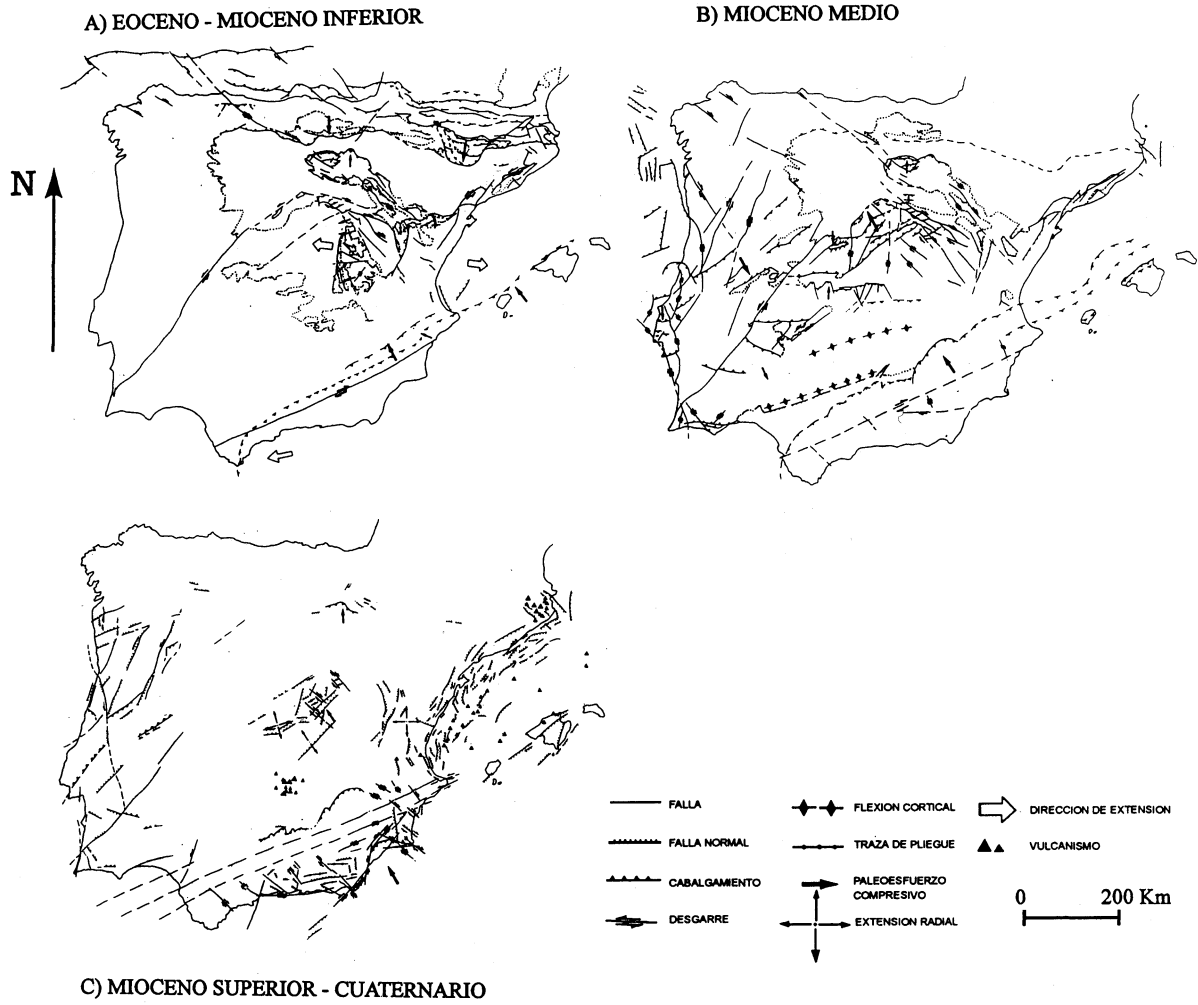 A) EOCENO - MIOCENO INFERIOR
B) MIOCENO MEDIO
N
FALLA
FALLA NORMAL
CABALGAMIENTO
DESGARRE
FLEXION CORTICAL
TRAZA DE PLIEGUE
PALEOESFUERZO
COMPRESIVO
EXTENSION RADIAL
DIRECCION DE EXTENSION
VULCANISMO
0 200 Km
C) MIOCENO SUPERIOR - CUATERNARIO